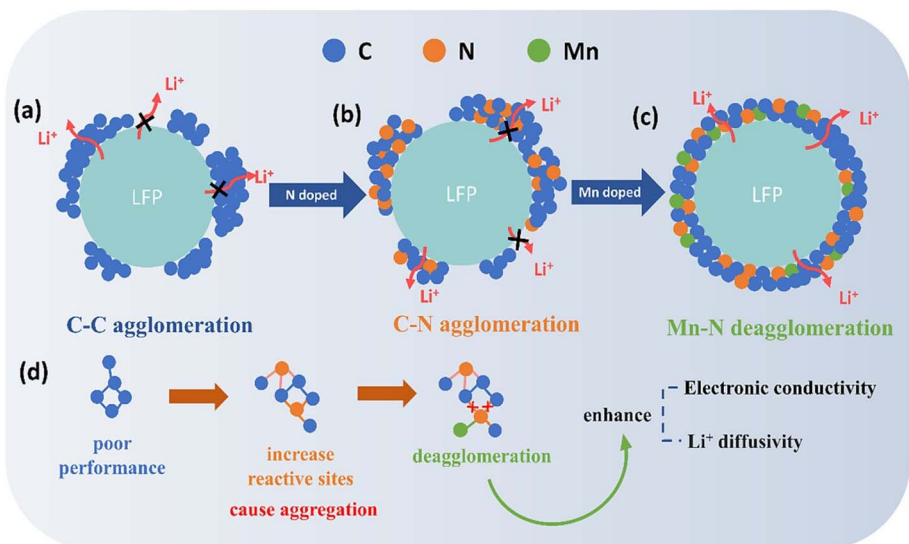 C N Mn
(a) (b) (c)
Li⁺ Li⁺ Li⁺
LFP
N doped
Li⁺ Li⁺ Li⁺
LFP
Mn doped
Li⁺ Li⁺ Li⁺
LFP
C-C agglomeration C-N agglomeration Mn-N deagglomeration
(d)
poor
performance
increase
reactive sites
cause aggregation
deagglomeration
enhance
Electronic conductivity
Li⁺ diffusivity